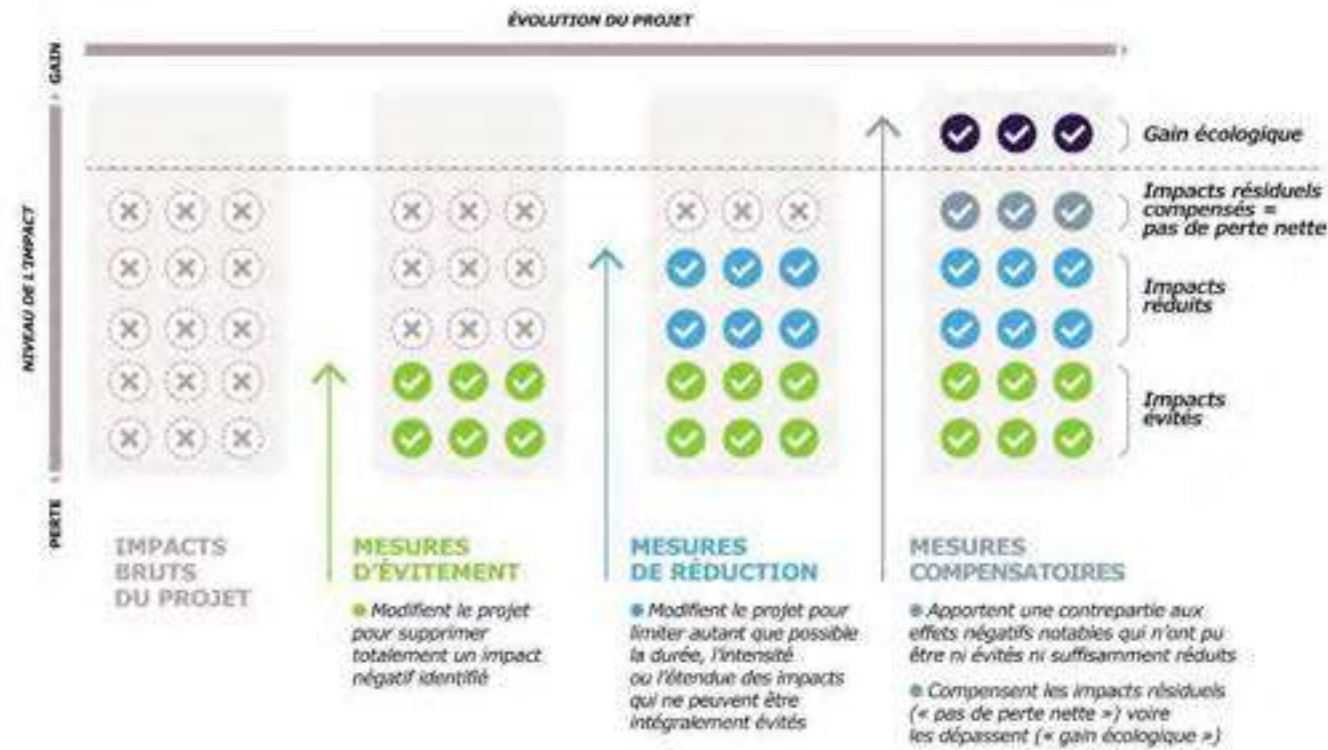 ÉVOLUTION DU PROJET
GAIN
NIVEAU DE L'IMPACT
PERTE
Gain écologique
Impacts résiduels
compensés =
pas de perte nette
Impacts
réduits
Impacts
évités
IMPACTS
BRUTS
DU PROJET
MESURES
D'ÉVITEMENT
Modifient le projet
pour supprimer
totalement un impact
négatif identifié
MESURES
DE RÉDUCTION
Modifient le projet pour
limiter autant que possible
la durée, l'intensité
ou l'étendue des impacts
qui ne peuvent être
intégralement évités
MESURES
COMPENSATOIRES
Apportent une contrepartie aux
effets négatifs notables qui n'ont pu
être ni évités ni suffisamment réduits
Compensent les impacts résiduels
(« pas de perte nette ») voire
les dépassent (« gain écologique »)